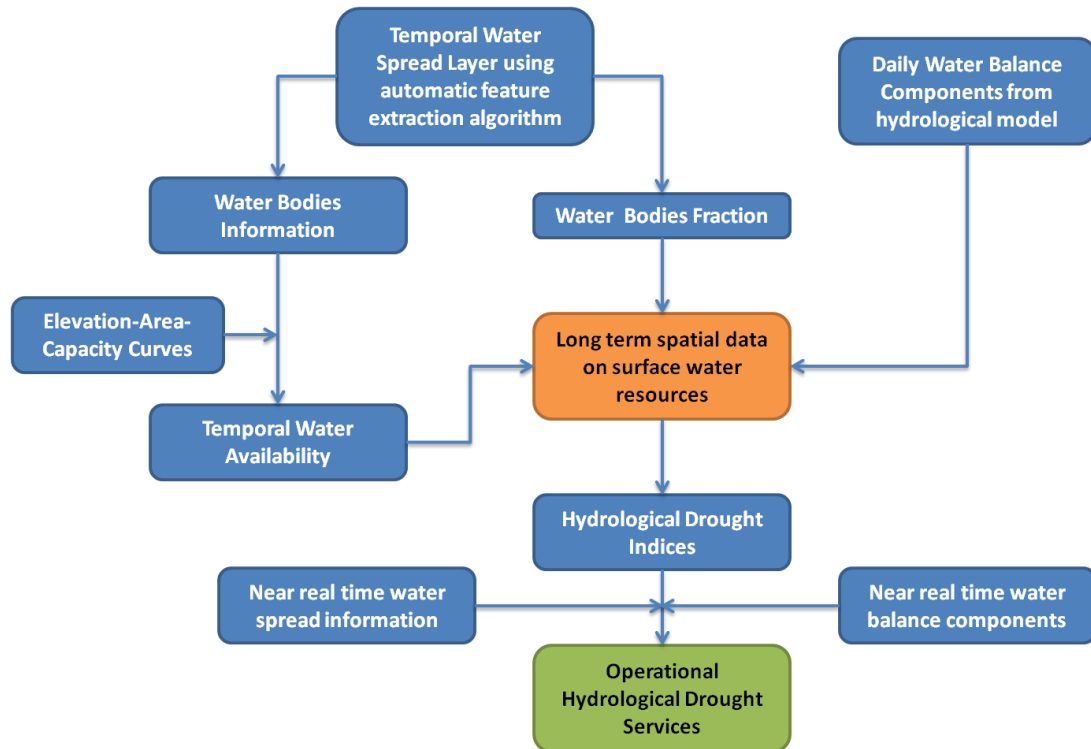 Temporal Water
Spread Layer using
automatic feature
extraction algorithm
Daily Water Balance
Components from
hydrological model
Water Bodies
Information
Water Bodies Fraction
Elevation-Area-
Capacity Curves
Long term spatial data
on surface water
resources
Temporal Water
Availability
Hydrological Drought
Indices
Near real time water
spread information
Near real time water
balance components
Operational
Hydrological Drought
Services